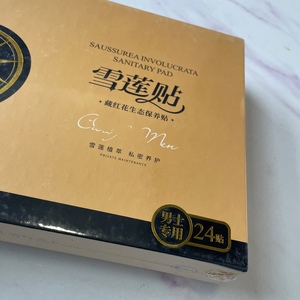 SAUSSUREA INVOLUCRATA
SANITARY PAD
雪莲贴
·藏红花生态保养贴·
雪莲植萃 私密养护
PRIVATE MAINTENANCE
男士
专用
24贴